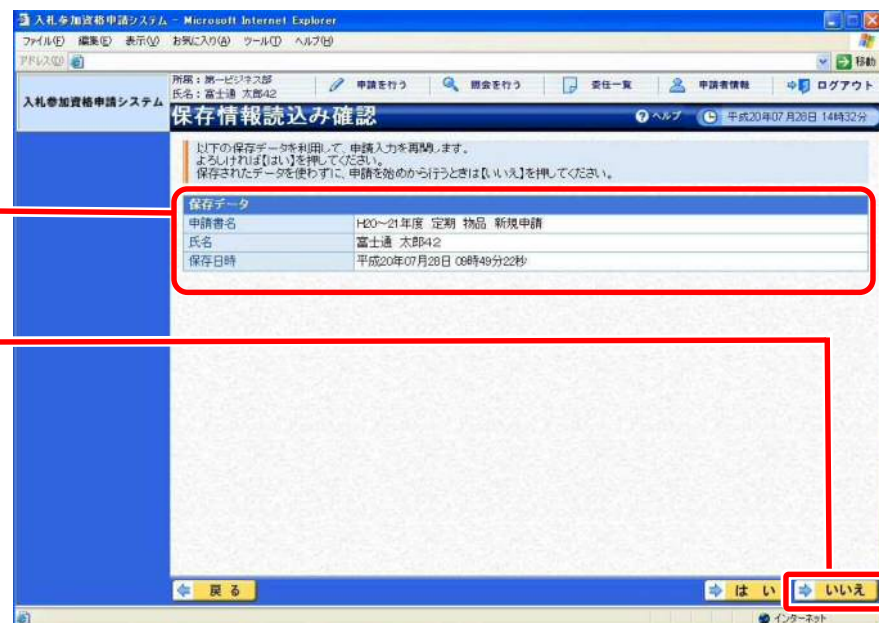 入札参加資格申請システム - Microsoft Internet Explorer
ファイル(F) 編集(E) 表示(V) お気に入り(A) ツール(T) ヘルプ(H)
アドレス(D) 移動
入札参加資格申請システム
所属：第一ビジネス部
氏名：富士通 太郎42
申請を行う 照会を行う 委任一覧 申請者情報 ログアウト
保存情報読込み確認 ヘルプ 平成20年07月28日 14時32分
以下の保存データを利用して、申請入力を再開します。
よろしければ【はい】を押してください。
保存されたデータを使わずに、申請を始めから行うときは【いいえ】を押してください。
保存データ
申請書名 H20～21年度 定期 物品 新規申請
氏名 富士通 太郎42
保存日時 平成20年07月28日 09時49分22秒
戻る はい いいえ
インターネット